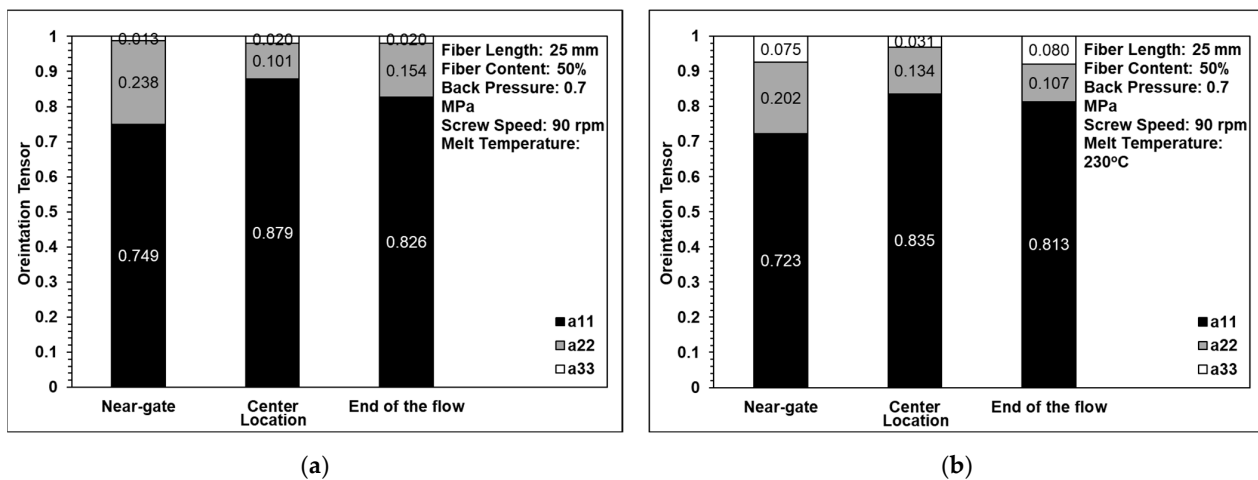 Oreintation Tensor
1
0.9
0.8
0.7
0.6
0.5
0.4
0.3
0.2
0.1
0
0.013
0.238
0.749
0.020
0.101
0.879
0.020
0.154
0.826
Fiber Length: 25 mm
Fiber Content: 50%
Back Pressure: 0.7
MPa
Screw Speed: 90 rpm
Melt Temperature:
a11
a22
a33
Near-gate
Center
End of the flow
Location
(a)
Oreintation Tensor
1
0.9
0.8
0.7
0.6
0.5
0.4
0.3
0.2
0.1
0
0.075
0.202
0.723
0.031
0.134
0.835
0.080
0.107
0.813
Fiber Length: 25 mm
Fiber Content: 50%
Back Pressure: 0.7
MPa
Screw Speed: 90 rpm
Melt Temperature:
230°C
a11
a22
a33
Near-gate
Center
End of the flow
Location
(b)